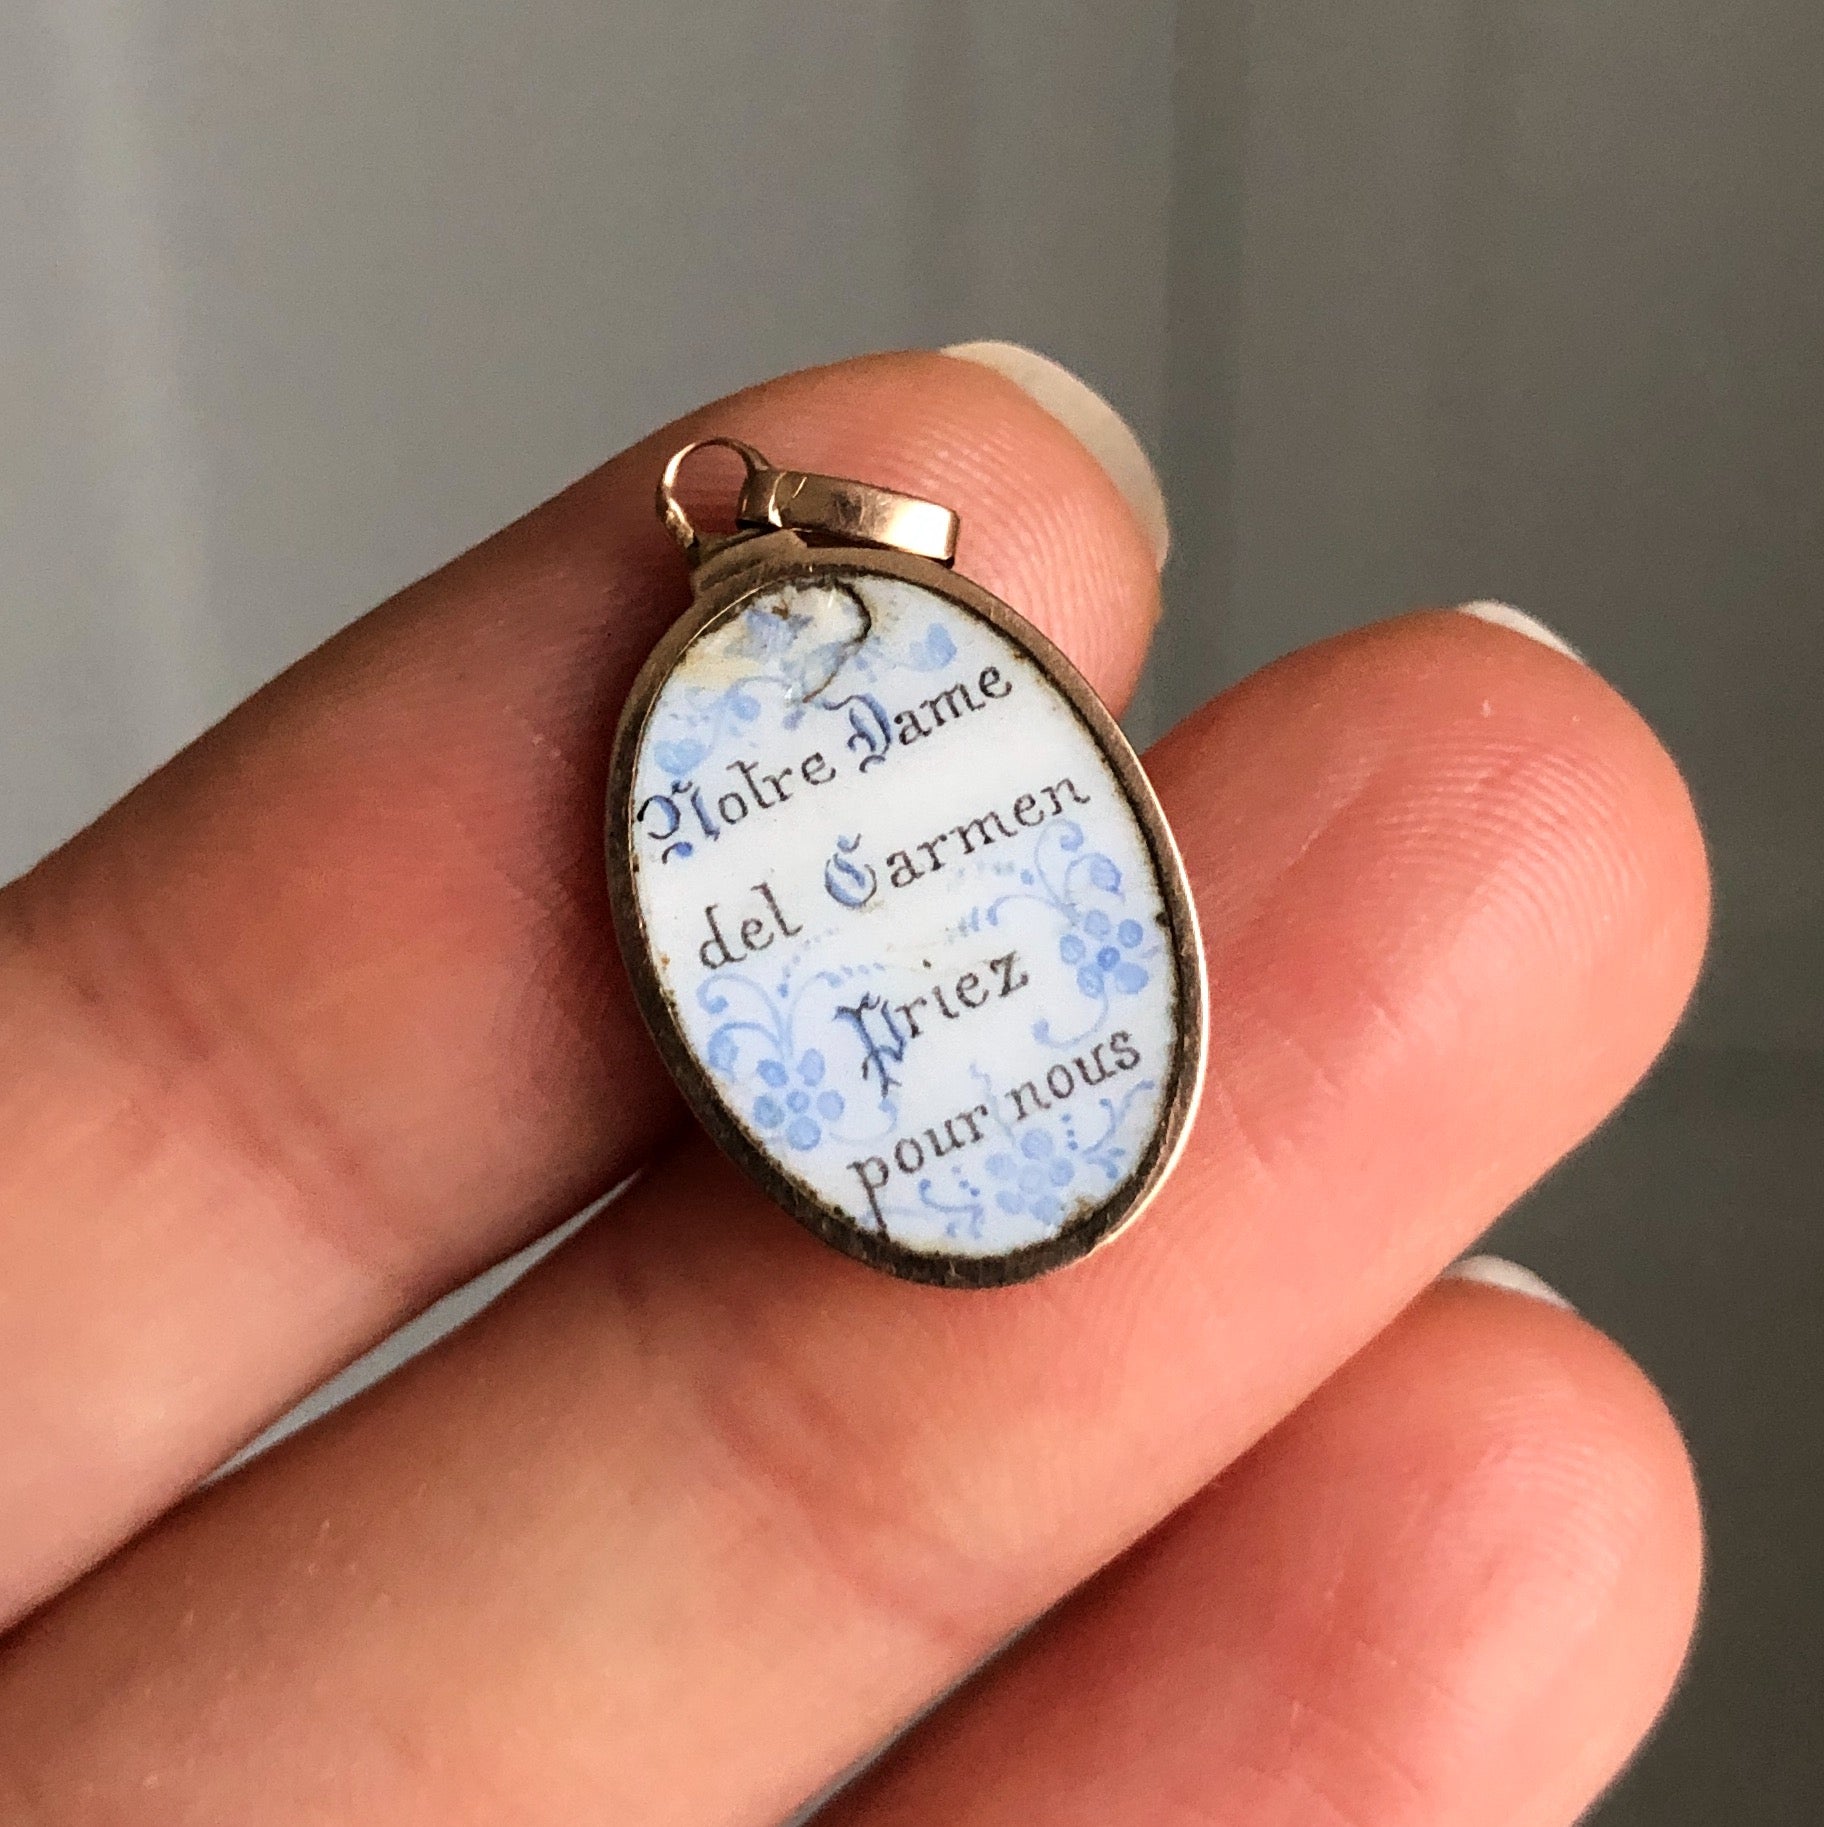 Notre Dame
del Carmen
Priez
pour nous